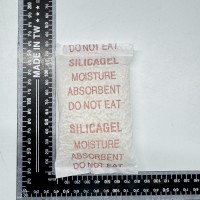 MADE IN TW
DO NOT EAT
SILICAGEL
MOISTURE
ABSORBENT
DO NOT EAT
SILICAGEL
MOISTURE
ABSORBENT
DO NOT EAT